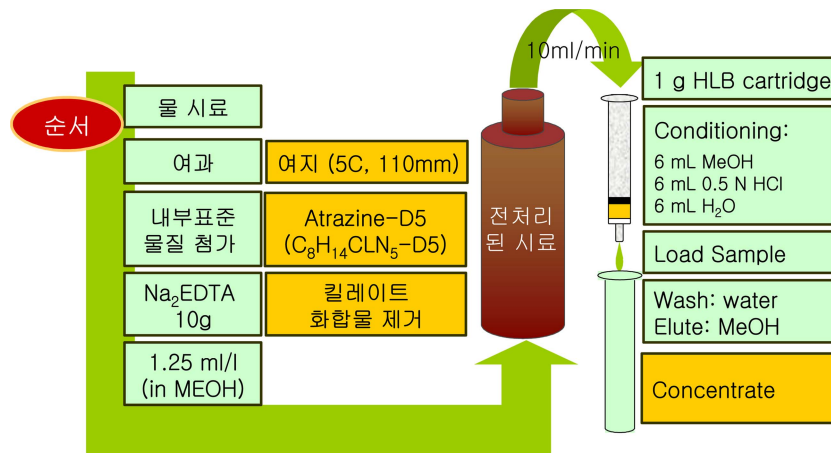 순서
물 시료
여과
여지 (5C, 110mm)
내부표준
물질 첨가
Atrazine-D5
(C₈H₁₄CLN₅-D5)
Na₂EDTA
10g
킬레이트
화합물 제거
1.25 ml/l
(in MEOH)
전처리
된 시료
10ml/min
1 g HLB cartridge
Conditioning:
6 mL MeOH
6 mL 0.5 N HCl
6 mL H₂O
Load Sample
Wash: water
Elute: MeOH
Concentrate